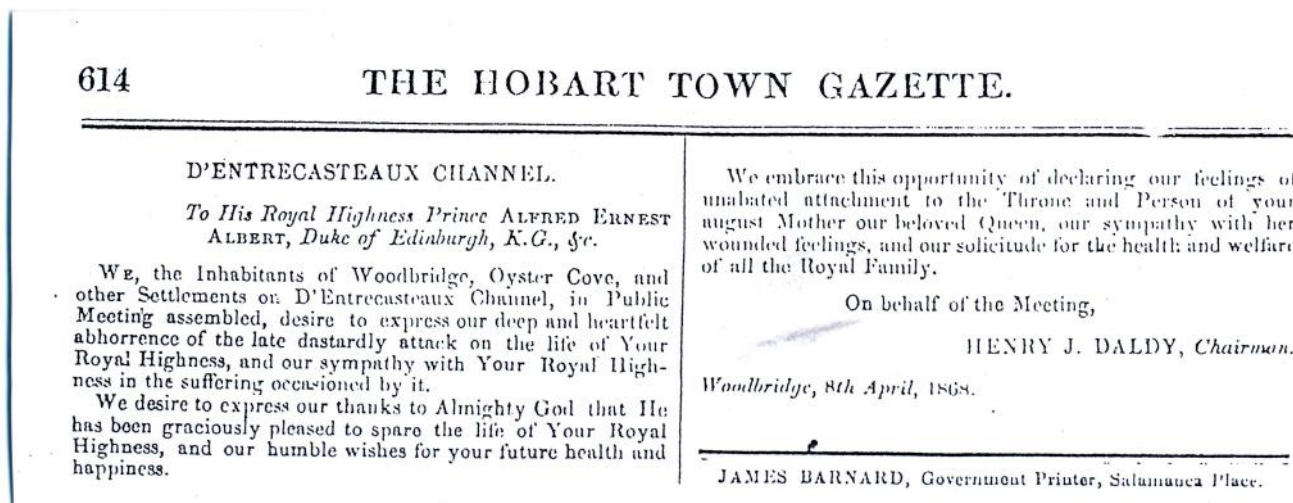 614
THE HOBART TOWN GAZETTE.
D'ENTRECASTEAUX CHANNEL.
To His Royal Highness Prince ALFRED ERNEST
ALBERT, Duke of Edinburgh, K.G., &c.
WE, the Inhabitants of Woodbridge, Oyster Cove, and
other Settlements on D'Entrecasteaux Channel, in Public
Meeting assembled, desire to express our deep and heartfelt
abhorrence of the late dastardly attack on the life of Your
Royal Highness, and our sympathy with Your Royal High-
ness in the suffering occasioned by it.
We desire to express our thanks to Almighty God that He
has been graciously pleased to spare the life of Your Royal
Highness, and our humble wishes for your future health and
happiness.
We embrace this opportunity of declaring our feelings of
unabated attachment to the Throne and Person of your
august Mother our beloved Queen, our sympathy with her
wounded feelings, and our solicitude for the health and welfare
of all the Royal Family.
On behalf of the Meeting,
HENRY J. DALDY, Chairman.
Woodbridge, 8th April, 1868.
JAMES BARNARD, Government Printer, Salamanca Place.